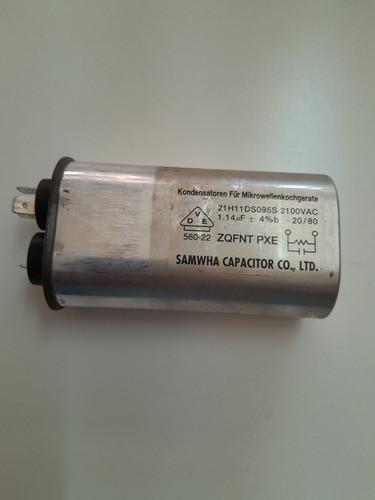 Kondensatoren Für Mikrowellenkochgerate
21H11DS095S 2100VAC
1.14µF ± 4% b - 20/80
VDE
560-22 ZQFNT PXE
SAMWHA CAPACITOR CO., LTD.